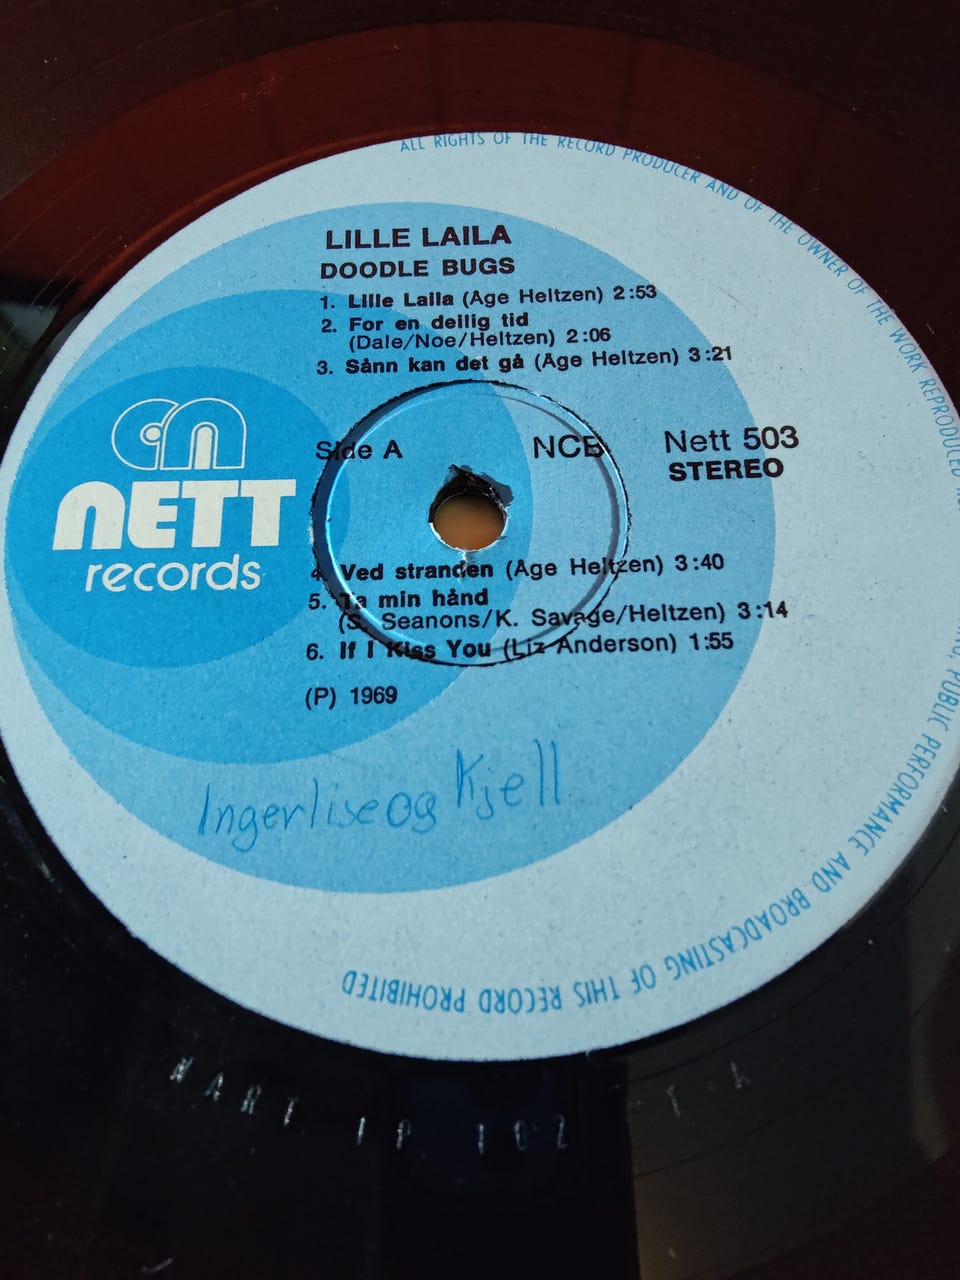 ALL RIGHTS OF THE RECORD PRODUCER AND OF THE OWNER OF THE WORK REPRODUCED
PUBLIC PERFORMANCE AND BROADCASTING OF THIS RECORD PROHIBITED
LILLE LAILA
DOODLE BUGS
1. Lille Laila (Age Heltzen) 2:53
2. For en deilig tid
(Dale/Noe/Heltzen) 2:06
3. Sånn kan det gå (Age Heltzen) 3:21
Side A NCB Nett 503
STEREO
NETT
records
4. Ved stranden (Age Heltzen) 3:40
5. Ta min hånd
(S. Seanons/K. Savage/Heltzen) 3:14
6. If I Kiss You (Liz Anderson) 1:55
(P) 1969
Ingerlise og Kjell